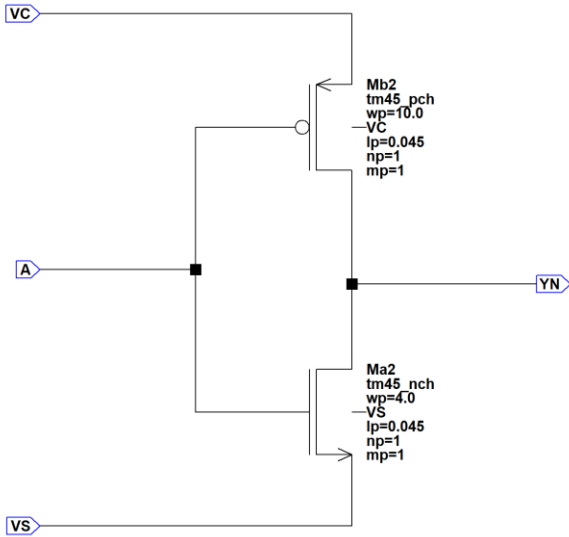 VC
Mb2
tm45_pch
wp=10.0
VC
lp=0.045
np=1
mp=1
A
YN
Ma2
tm45_nch
wp=4.0
VS
lp=0.045
np=1
mp=1
VS